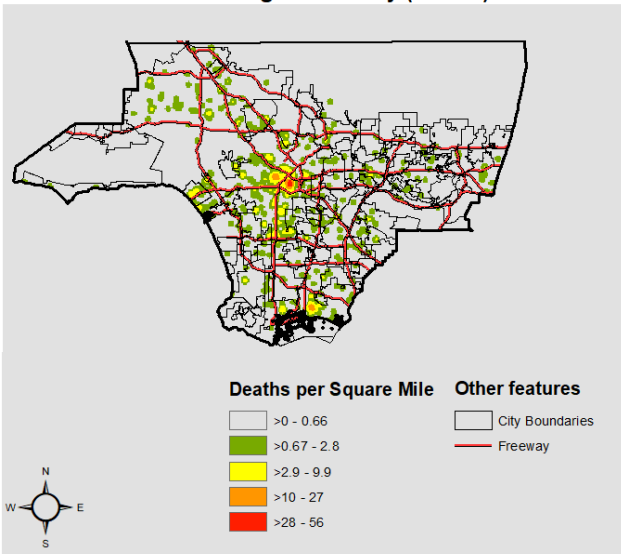 Deaths per Square Mile
>0 - 0.66
>0.67 - 2.8
>2.9 - 9.9
>10 - 27
>28 - 56
Other features
City Boundaries
Freeway
N
W
E
S